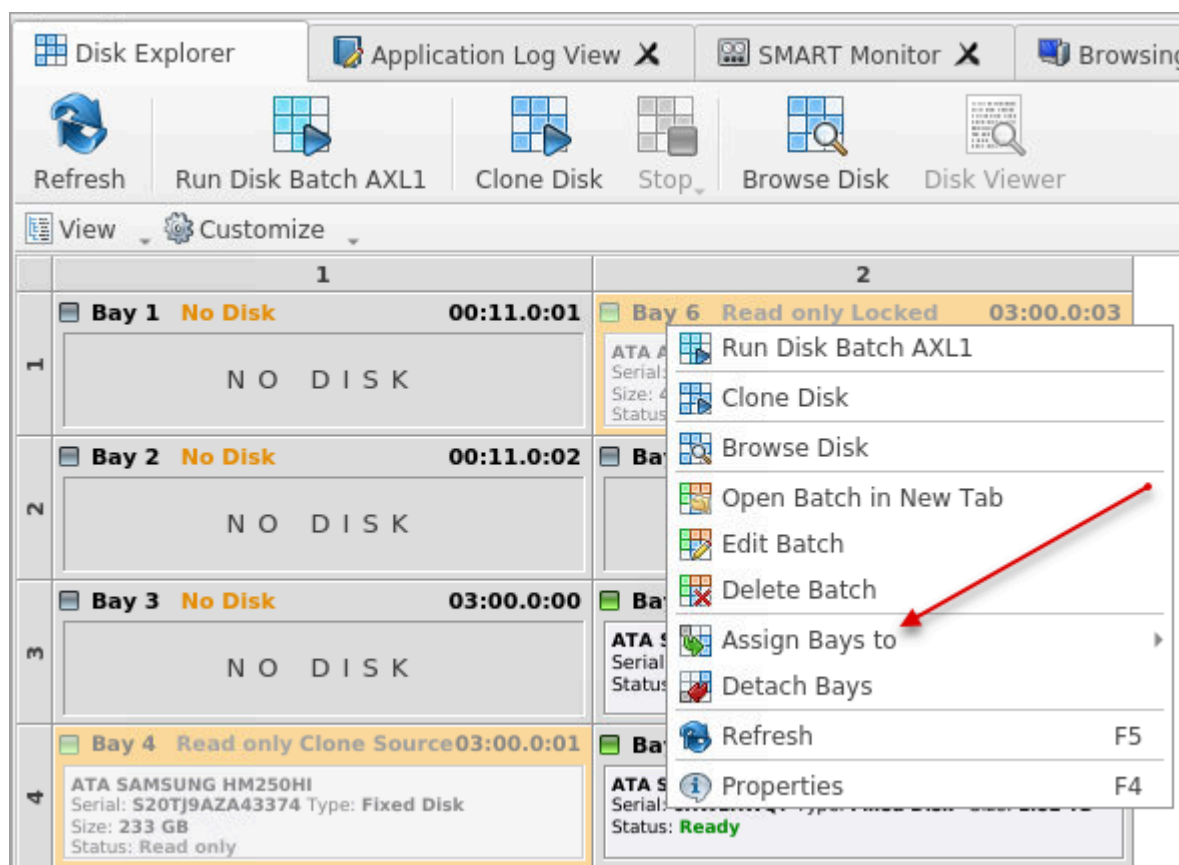 Disk Explorer Application Log View SMART Monitor Browsing
Refresh Run Disk Batch AXL1 Clone Disk Stop Browse Disk Disk Viewer
View Customize
1 2
1
Bay 1 No Disk 00:11.0:01
NO DISK
Bay 6 Read only Locked 03:00.0:03
ATA A
Serial:
Size: 4
Status
2
Bay 2 No Disk 00:11.0:02
NO DISK
Ba
3
Bay 3 No Disk 03:00.0:00
NO DISK
Ba
ATA S
Serial
Status
4
Bay 4 Read only Clone Source 03:00.0:01
ATA SAMSUNG HM250HI
Serial: S20TJ9AZA43374 Type: Fixed Disk
Size: 233 GB
Status: Read only
Ba
ATA S
Serial:
Status: Ready
Run Disk Batch AXL1
Clone Disk
Browse Disk
Open Batch in New Tab
Edit Batch
Delete Batch
Assign Bays to
Detach Bays
Refresh F5
Properties F4